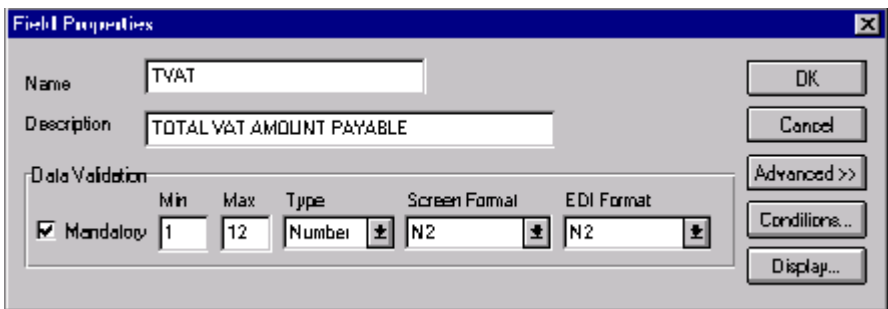 Field Properties
Name TVAT
Description TOTAL VAT AMOUNT PAYABLE
Data Validation
Min Max Type Screen Format EDI Format
Mandatory 1 12 Number N2 N2
OK
Cancel
Advanced >>
Conditions...
Display...